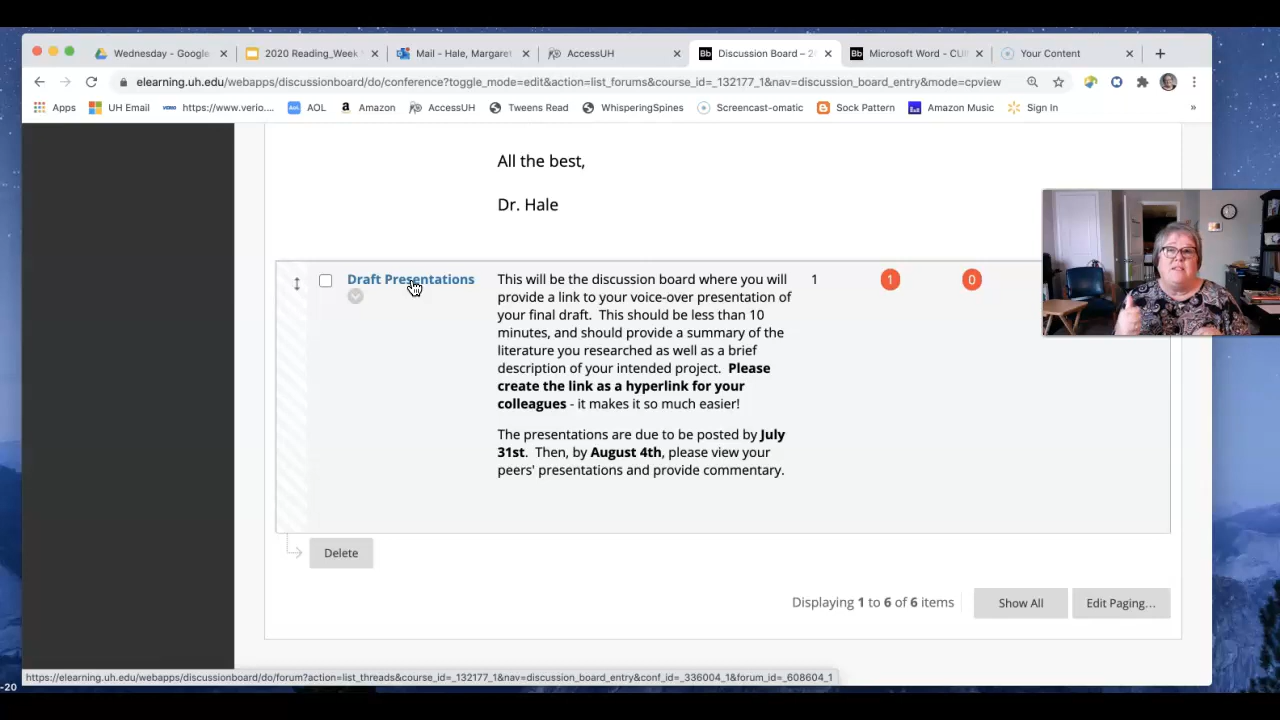 Wednesday - Google
2020 Reading_Week
Mail - Hale, Margaret
AccessUH
Discussion Board – 2
Microsoft Word - CUI
Your Content
elearning.uh.edu/webapps/discussionboard/do/conference?toggle_mode=edit&action=list_forums&course_id=_132177_1&nav=discussion_board_entry&mode=cpview
Apps
UH Email
https://www.verio....
AOL
Amazon
AccessUH
Tweens Read
WhisperingSpines
Screencast-omatic
Sock Pattern
Amazon Music
Sign In
»
All the best,
Dr. Hale
Draft Presentations
This will be the discussion board where you will
provide a link to your voice-over presentation of
your final draft. This should be less than 10
minutes, and should provide a summary of the
literature you researched as well as a brief
description of your intended project. Please
create the link as a hyperlink for your
colleagues - it makes it so much easier!
The presentations are due to be posted by July
31st. Then, by August 4th, please view your
peers' presentations and provide commentary.
1
1
0
Delete
Displaying 1 to 6 of 6 items
Show All
Edit Paging...
https://elearning.uh.edu/webapps/discussionboard/do/forum?action=list_threads&course_id=_132177_1&nav=discussion_board_entry&conf_id=_336004_1&forum_id=_608604_1
-20